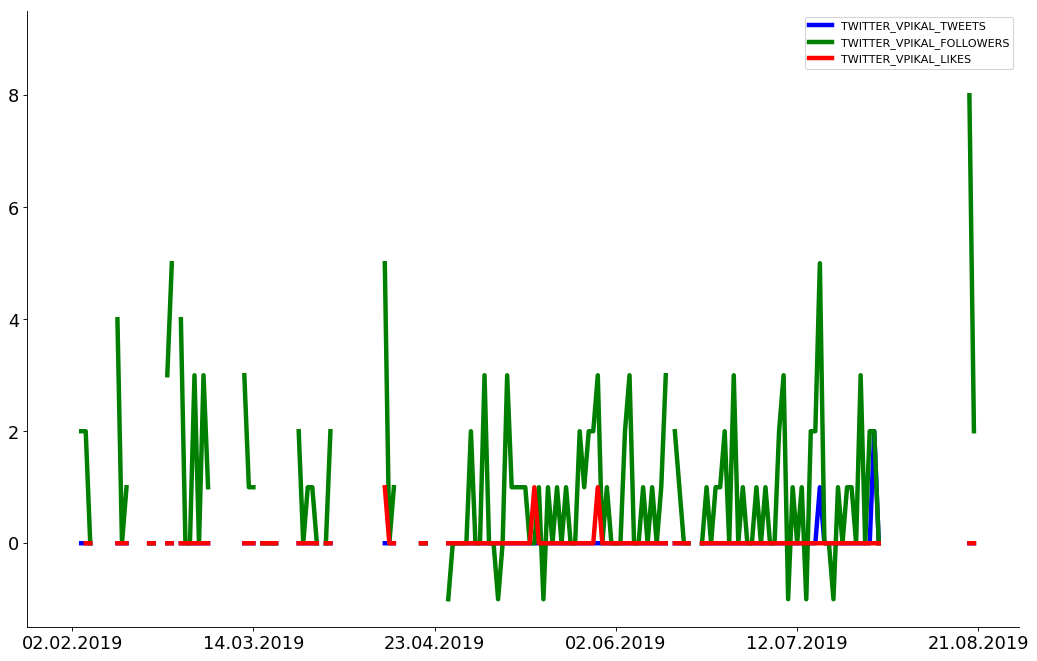 TWITTER_VPIKAL_TWEETS
TWITTER_VPIKAL_FOLLOWERS
TWITTER_VPIKAL_LIKES
8
6
4
2
0
02.02.2019 14.03.2019 23.04.2019 02.06.2019 12.07.2019 21.08.2019